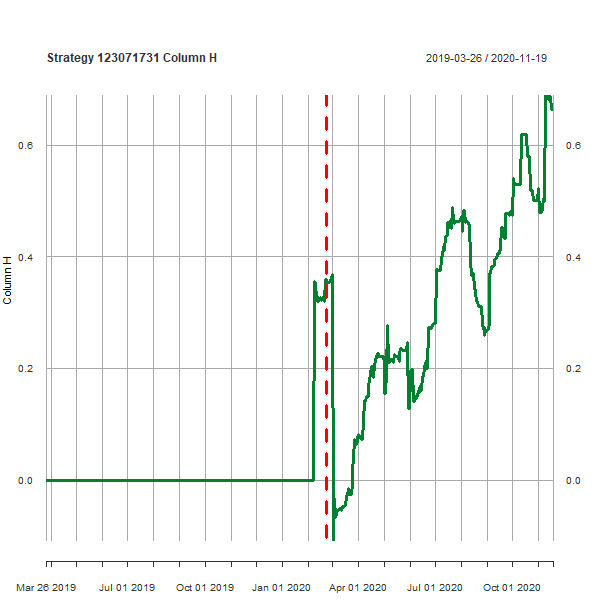 Strategy 123071731 Column H
2019-03-26 / 2020-11-19
0.6
0.6
0.4
0.4
Column H
0.2
0.2
0.0
0.0
Mar 26 2019
Jul 01 2019
Oct 01 2019
Jan 01 2020
Apr 01 2020
Jul 01 2020
Oct 01 2020